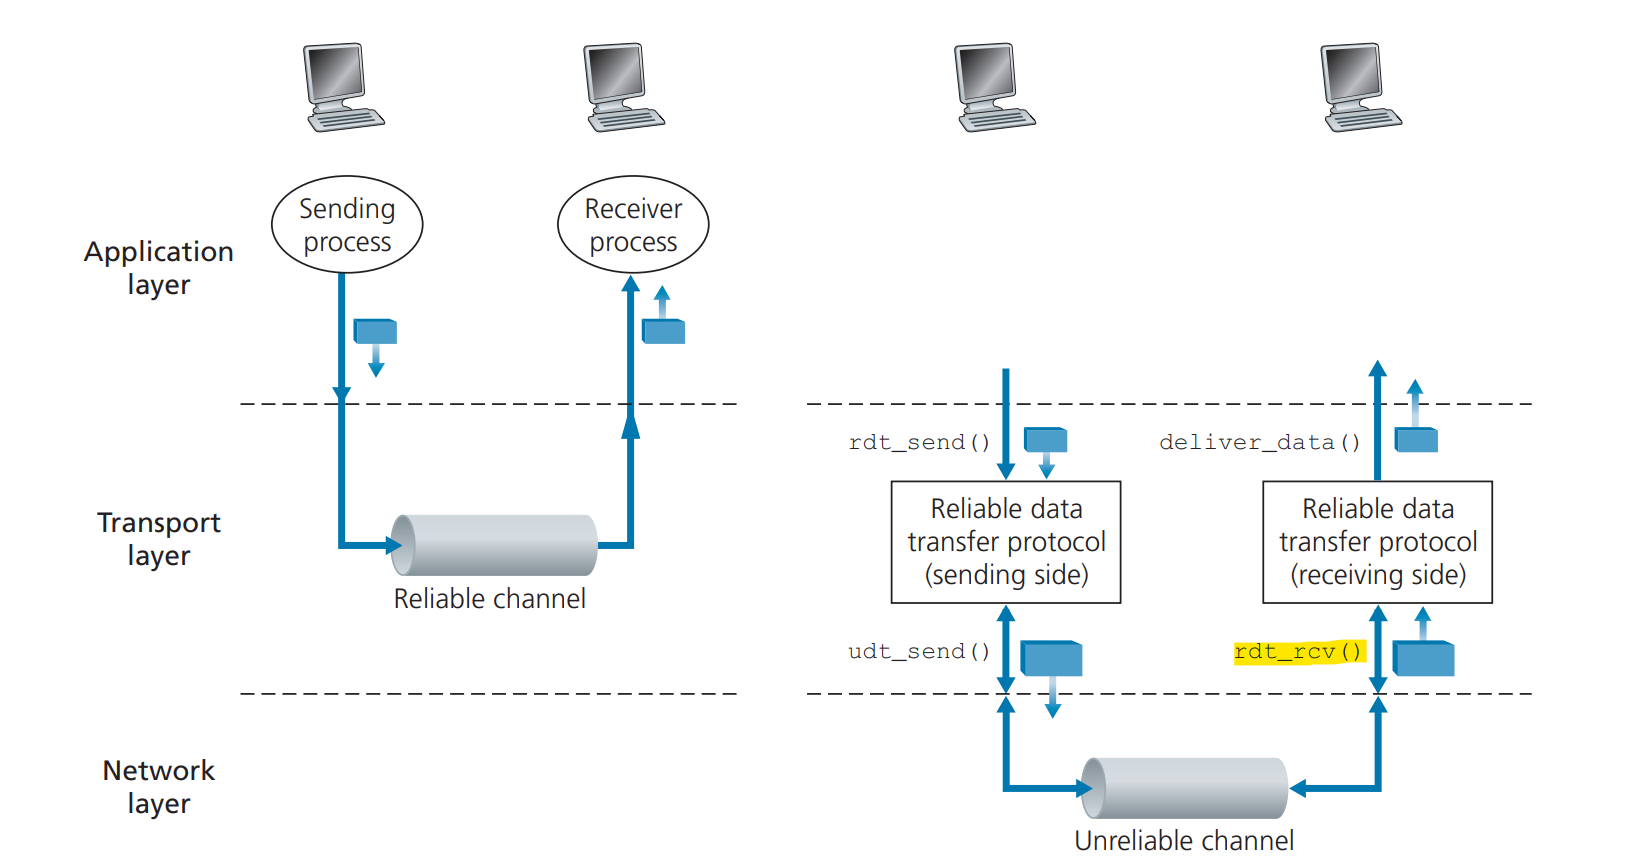 Sending
process
Receiver
process
Application
layer
rdt_send()
deliver_data()
Reliable data
transfer protocol
(sending side)
Reliable data
transfer protocol
(receiving side)
Transport
layer
Reliable channel
udt_send()
rdt_rcv()
Network
layer
Unreliable channel